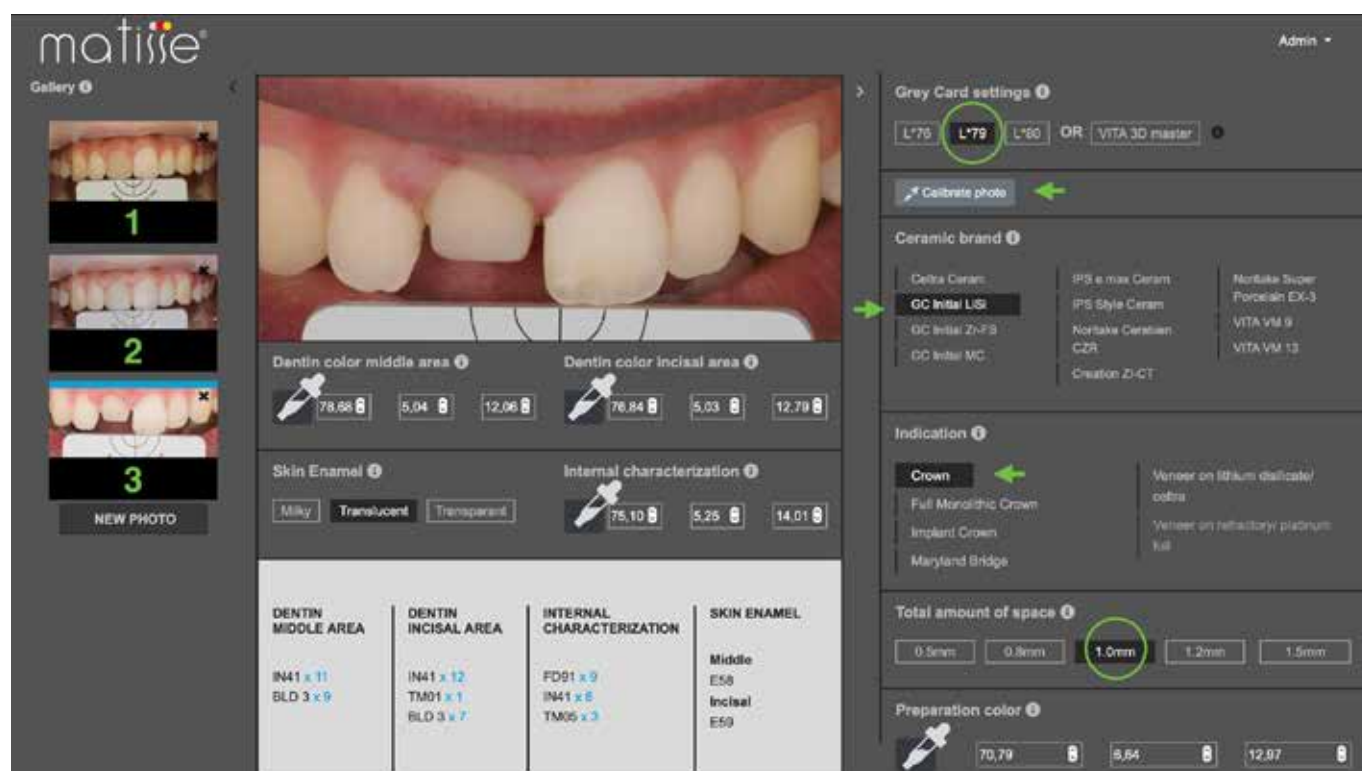 matisse
Admin
Gallery
1
2
3
NEW PHOTO
Dentin color middle area
78,68 5,04 12,06
Dentin color incisal area
76,84 5,03 12,79
Skin Enamel
Milky Translucent Transparent
Internal characterization
75,10 5,25 14,01
DENTIN
MIDDLE AREA
IN41 x 11
BLD 3 x 9
DENTIN
INCISAL AREA
IN41 x 12
TM01 x 1
BLD 3 x 7
INTERNAL
CHARACTERIZATION
FD91 x 9
IN41 x 6
TM05 x 3
SKIN ENAMEL
Middle
E58
Incisal
E59
Grey Card settings
L*76 L*79 L*80 OR VITA 3D master
Calibrate photo
Ceramic brand
Celtra Ceram
GC Initial LiSi
GC Initial Zr-FS
GC Initial MC
IPS e.max Ceram
IPS Style Ceram
Noritake Cerabien
CZR
Creation ZI-CT
Noritake Super
Porcelain EX-3
VITA VM 9
VITA VM 13
Indication
Crown
Full Monolithic Crown
Implant Crown
Maryland Bridge
Veneer on lithium disilicate/
celtra
Veneer on refractory/ platinum
foil
Total amount of space
0.5mm 0.8mm 1.0mm 1.2mm 1.5mm
Preparation color
70,79 6,64 12,97